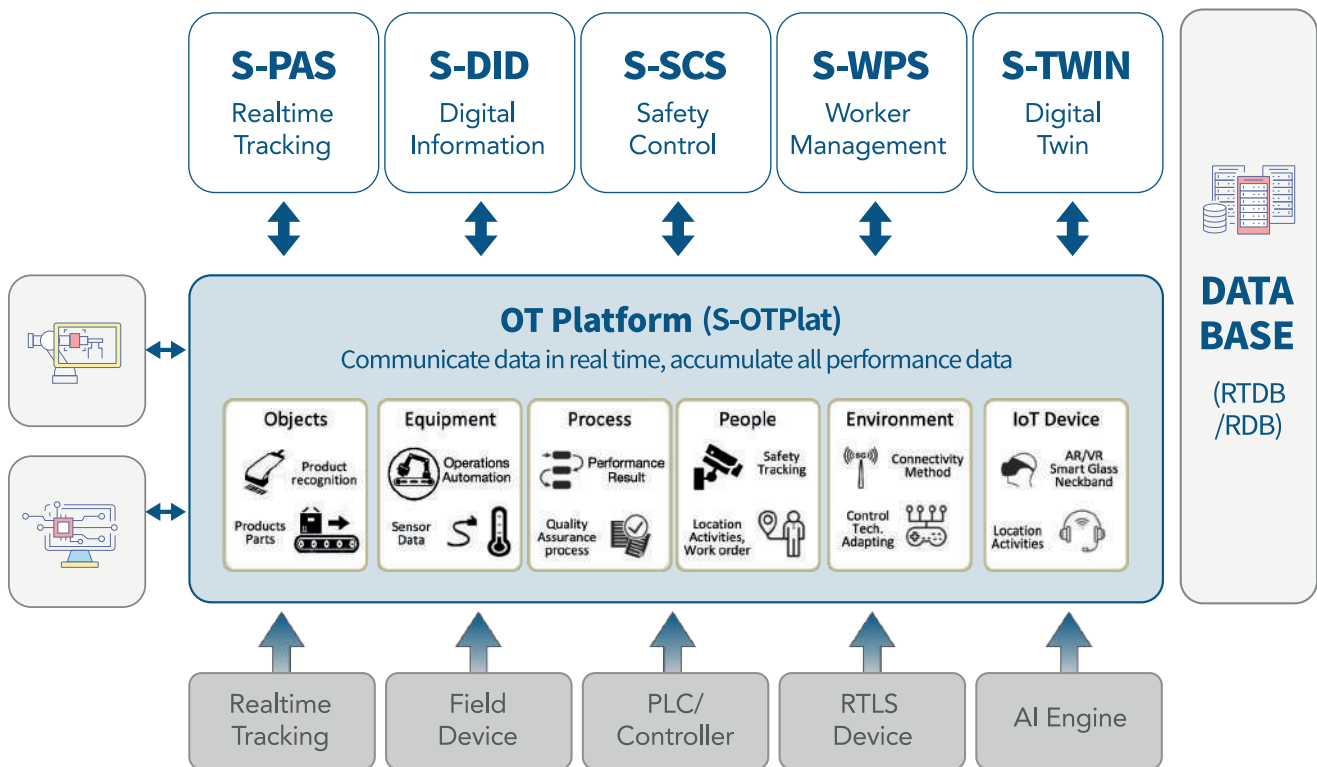 S-PAS
Realtime
Tracking
S-DID
Digital
Information
S-SCS
Safety
Control
S-WPS
Worker
Management
S-TWIN
Digital
Twin
DATA
BASE
(RTDB
/RDB)
OT Platform (S-OTPlat)
Communicate data in real time, accumulate all performance data
Objects
Product
recognition
Products
Parts
Equipment
Operations
Automation
Sensor
Data
Process
Performance
Result
Quality
Assurance
process
People
Safety
Tracking
Location
Activities,
Work order
Environment
5G
Connectivity
Method
Control
Tech.
Adapting
IoT Device
AR/VR
Smart Glass
Neckband
Location
Activities
Realtime
Tracking
Field
Device
PLC/
Controller
RTLS
Device
AI Engine